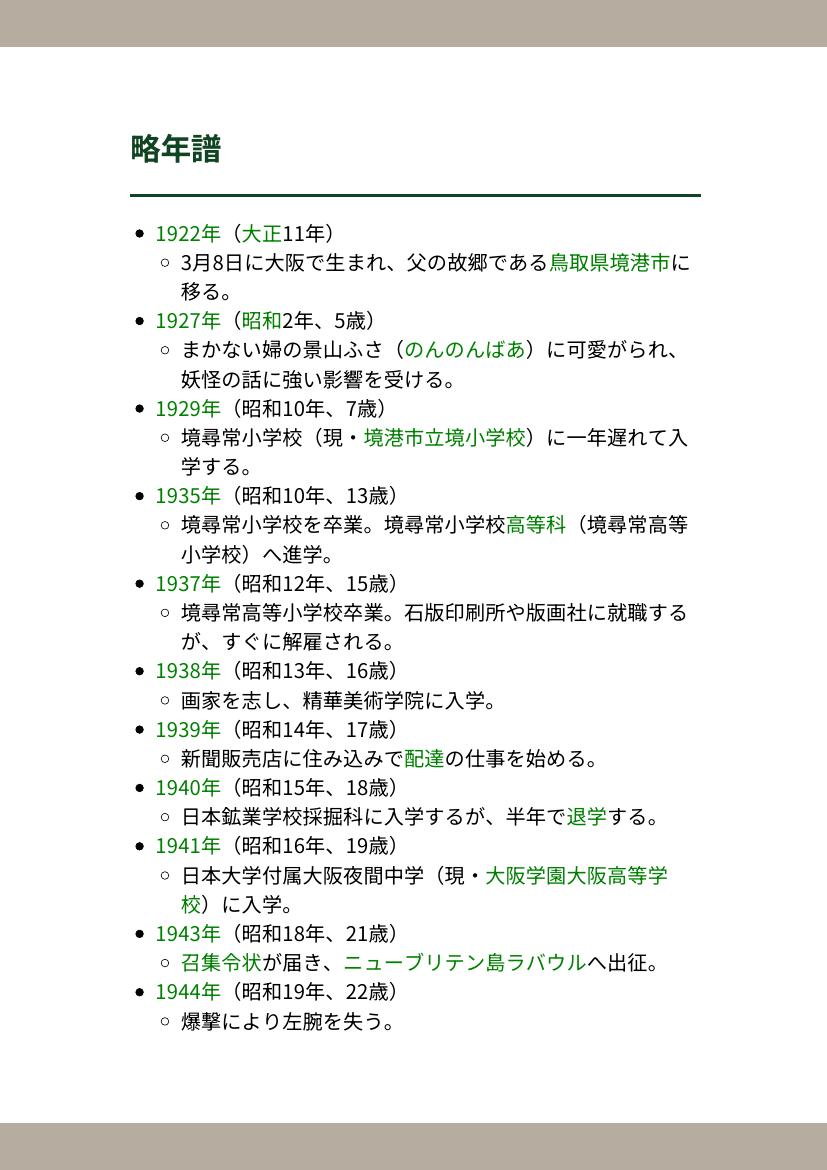 略年譜
1922年（大正11年）
3月8日に大阪で生まれ、父の故郷である鳥取県境港市に
移る。
1927年（昭和2年、5歳）
まかない婦の景山ふさ（のんのんばあ）に可愛がられ、
妖怪の話に強い影響を受ける。
1929年（昭和10年、7歳）
境尋常小学校（現・境港市立境小学校）に一年遅れて入
学する。
1935年（昭和10年、13歳）
境尋常小学校を卒業。境尋常小学校高等科（境尋常高等
小学校）へ進学。
1937年（昭和12年、15歳）
境尋常高等小学校卒業。石版印刷所や版画社に就職する
が、すぐに解雇される。
1938年（昭和13年、16歳）
画家を志し、精華美術学院に入学。
1939年（昭和14年、17歳）
新聞販売店に住み込みで配達の仕事を始める。
1940年（昭和15年、18歳）
日本鉱業学校採掘科に入学するが、半年で退学する。
1941年（昭和16年、19歳）
日本大学付属大阪夜間中学（現・大阪学園大阪高等学
校）に入学。
1943年（昭和18年、21歳）
召集令状が届き、ニューブリテン島ラバウルへ出征。
1944年（昭和19年、22歳）
爆撃により左腕を失う。